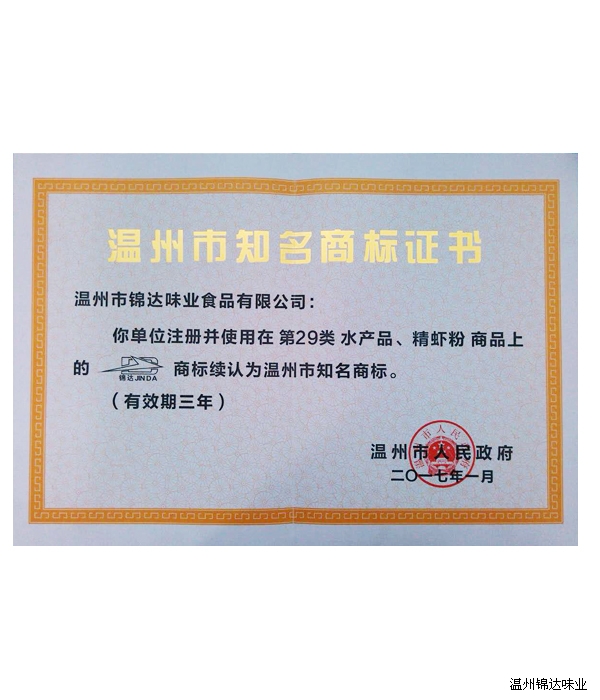 温州市知名商标证书
温州市锦达味业食品有限公司：
你单位注册并使用在 第29类 水产品、精虾粉 商品上
的 锦达 JINDA 商标续认为温州市知名商标。
（有效期三年）
温州市人民政府
二〇一七年一月
温州锦达味业